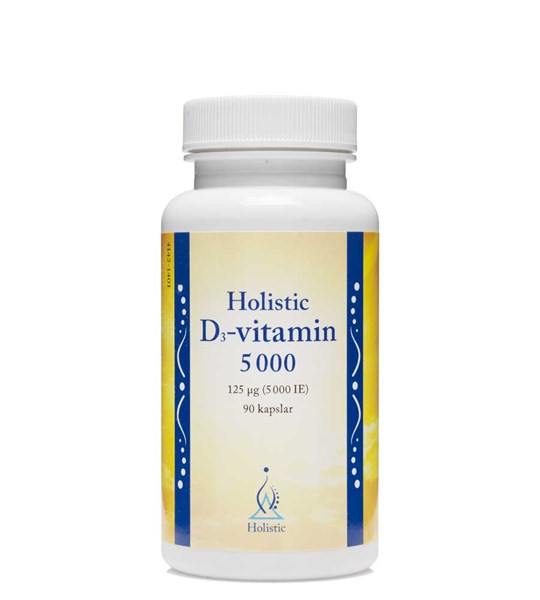 Holistic
D₃-vitamin
5 000
125 µg (5 000 IE)
90 kapslar
Holistic